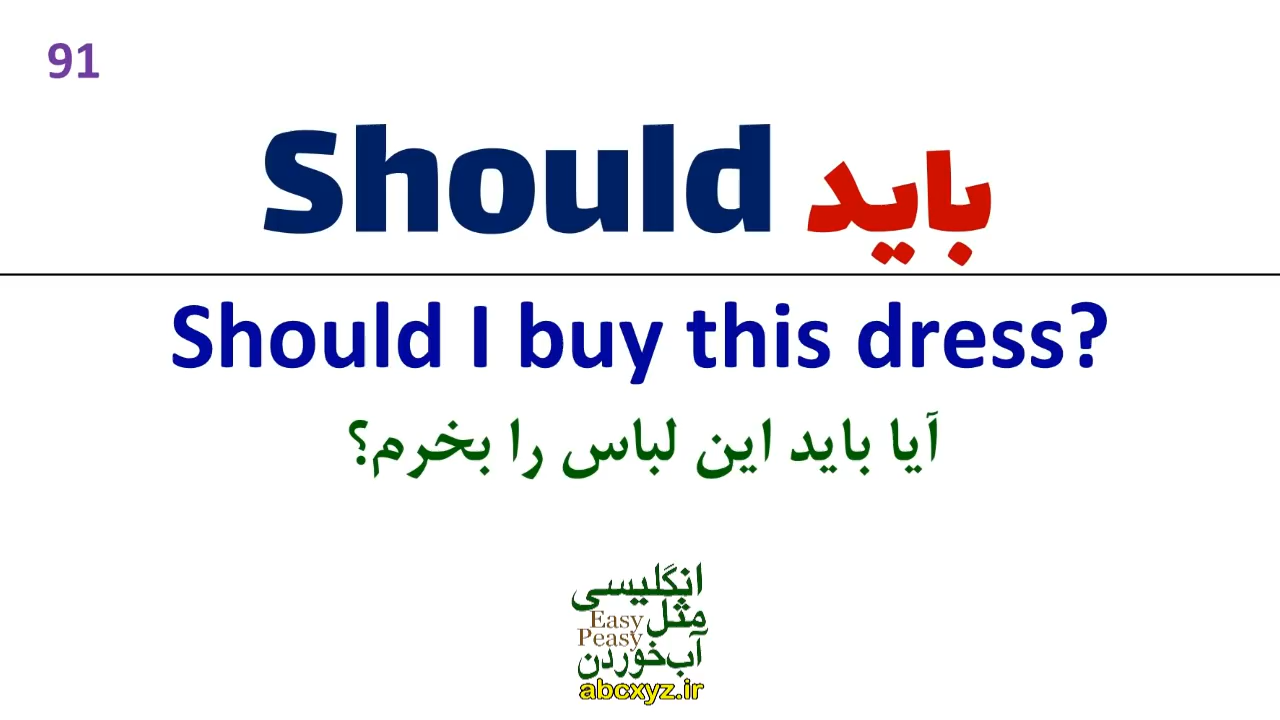 91
Should باید
Should I buy this dress?
آیا باید این لباس را بخرم؟
انگلیسی
مثل Easy
Peasy
آب‌خوردن
abcxyz.ir